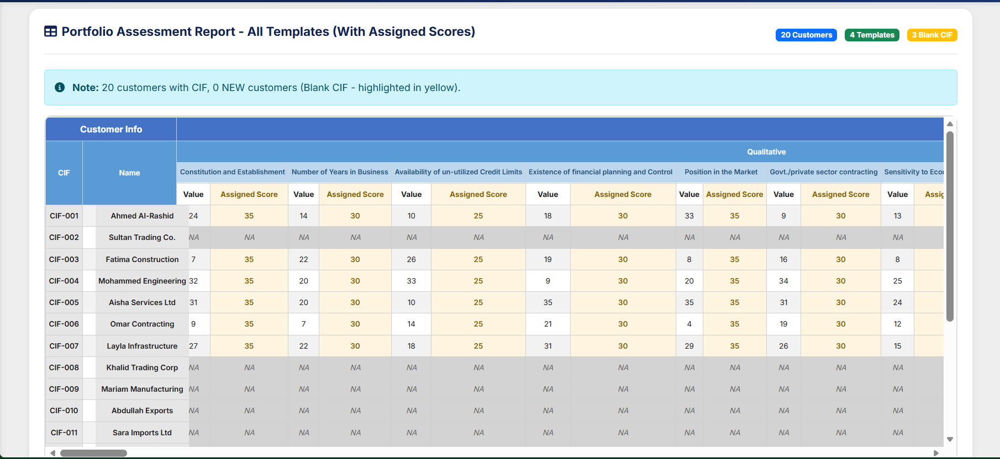 Portfolio Assessment Report - All Templates (With Assigned Scores)
20 Customers 4 Templates 3 Blank CIF
Note: 20 customers with CIF, 0 NEW customers (Blank CIF - highlighted in yellow).
Customer Info
Qualitative
CIF Name
Constitution and Establishment Number of Years in Business Availability of un-utilized Credit Limits Existence of financial planning and Control Position in the Market Govt./private sector contracting Sensitivity to
Value Assigned Score Value Assigned Score Value Assigned Score Value Assigned Score Value Assigned Score Value Assigned Score Value
CIF-001 Ahmed Al-Rashid 24 35 14 30 10 25 18 30 33 35 9 30 13
CIF-002 Sultan Trading Co. NA NA NA NA NA NA NA NA NA NA NA NA NA
CIF-003 Fatima Construction 7 35 22 30 26 25 19 30 8 35 16 30 8
CIF-004 Mohammed Engineering 32 35 20 30 33 25 9 30 20 35 34 30 25
CIF-005 Aisha Services Ltd 31 35 20 30 10 25 35 30 35 35 31 30 24
CIF-006 Omar Contracting 9 35 7 30 14 25 21 30 4 35 19 30 12
CIF-007 Layla Infrastructure 27 35 22 30 18 25 31 30 29 35 26 30 15
CIF-008 Khalid Trading Corp NA NA NA NA NA NA NA NA NA NA NA NA NA
CIF-009 Mariam Manufacturing NA NA NA NA NA NA NA NA NA NA NA NA NA
CIF-010 Abdullah Exports NA NA NA NA NA NA NA NA NA NA NA NA NA
CIF-011 Sara Imports Ltd NA NA NA NA NA NA NA NA NA NA NA NA NA